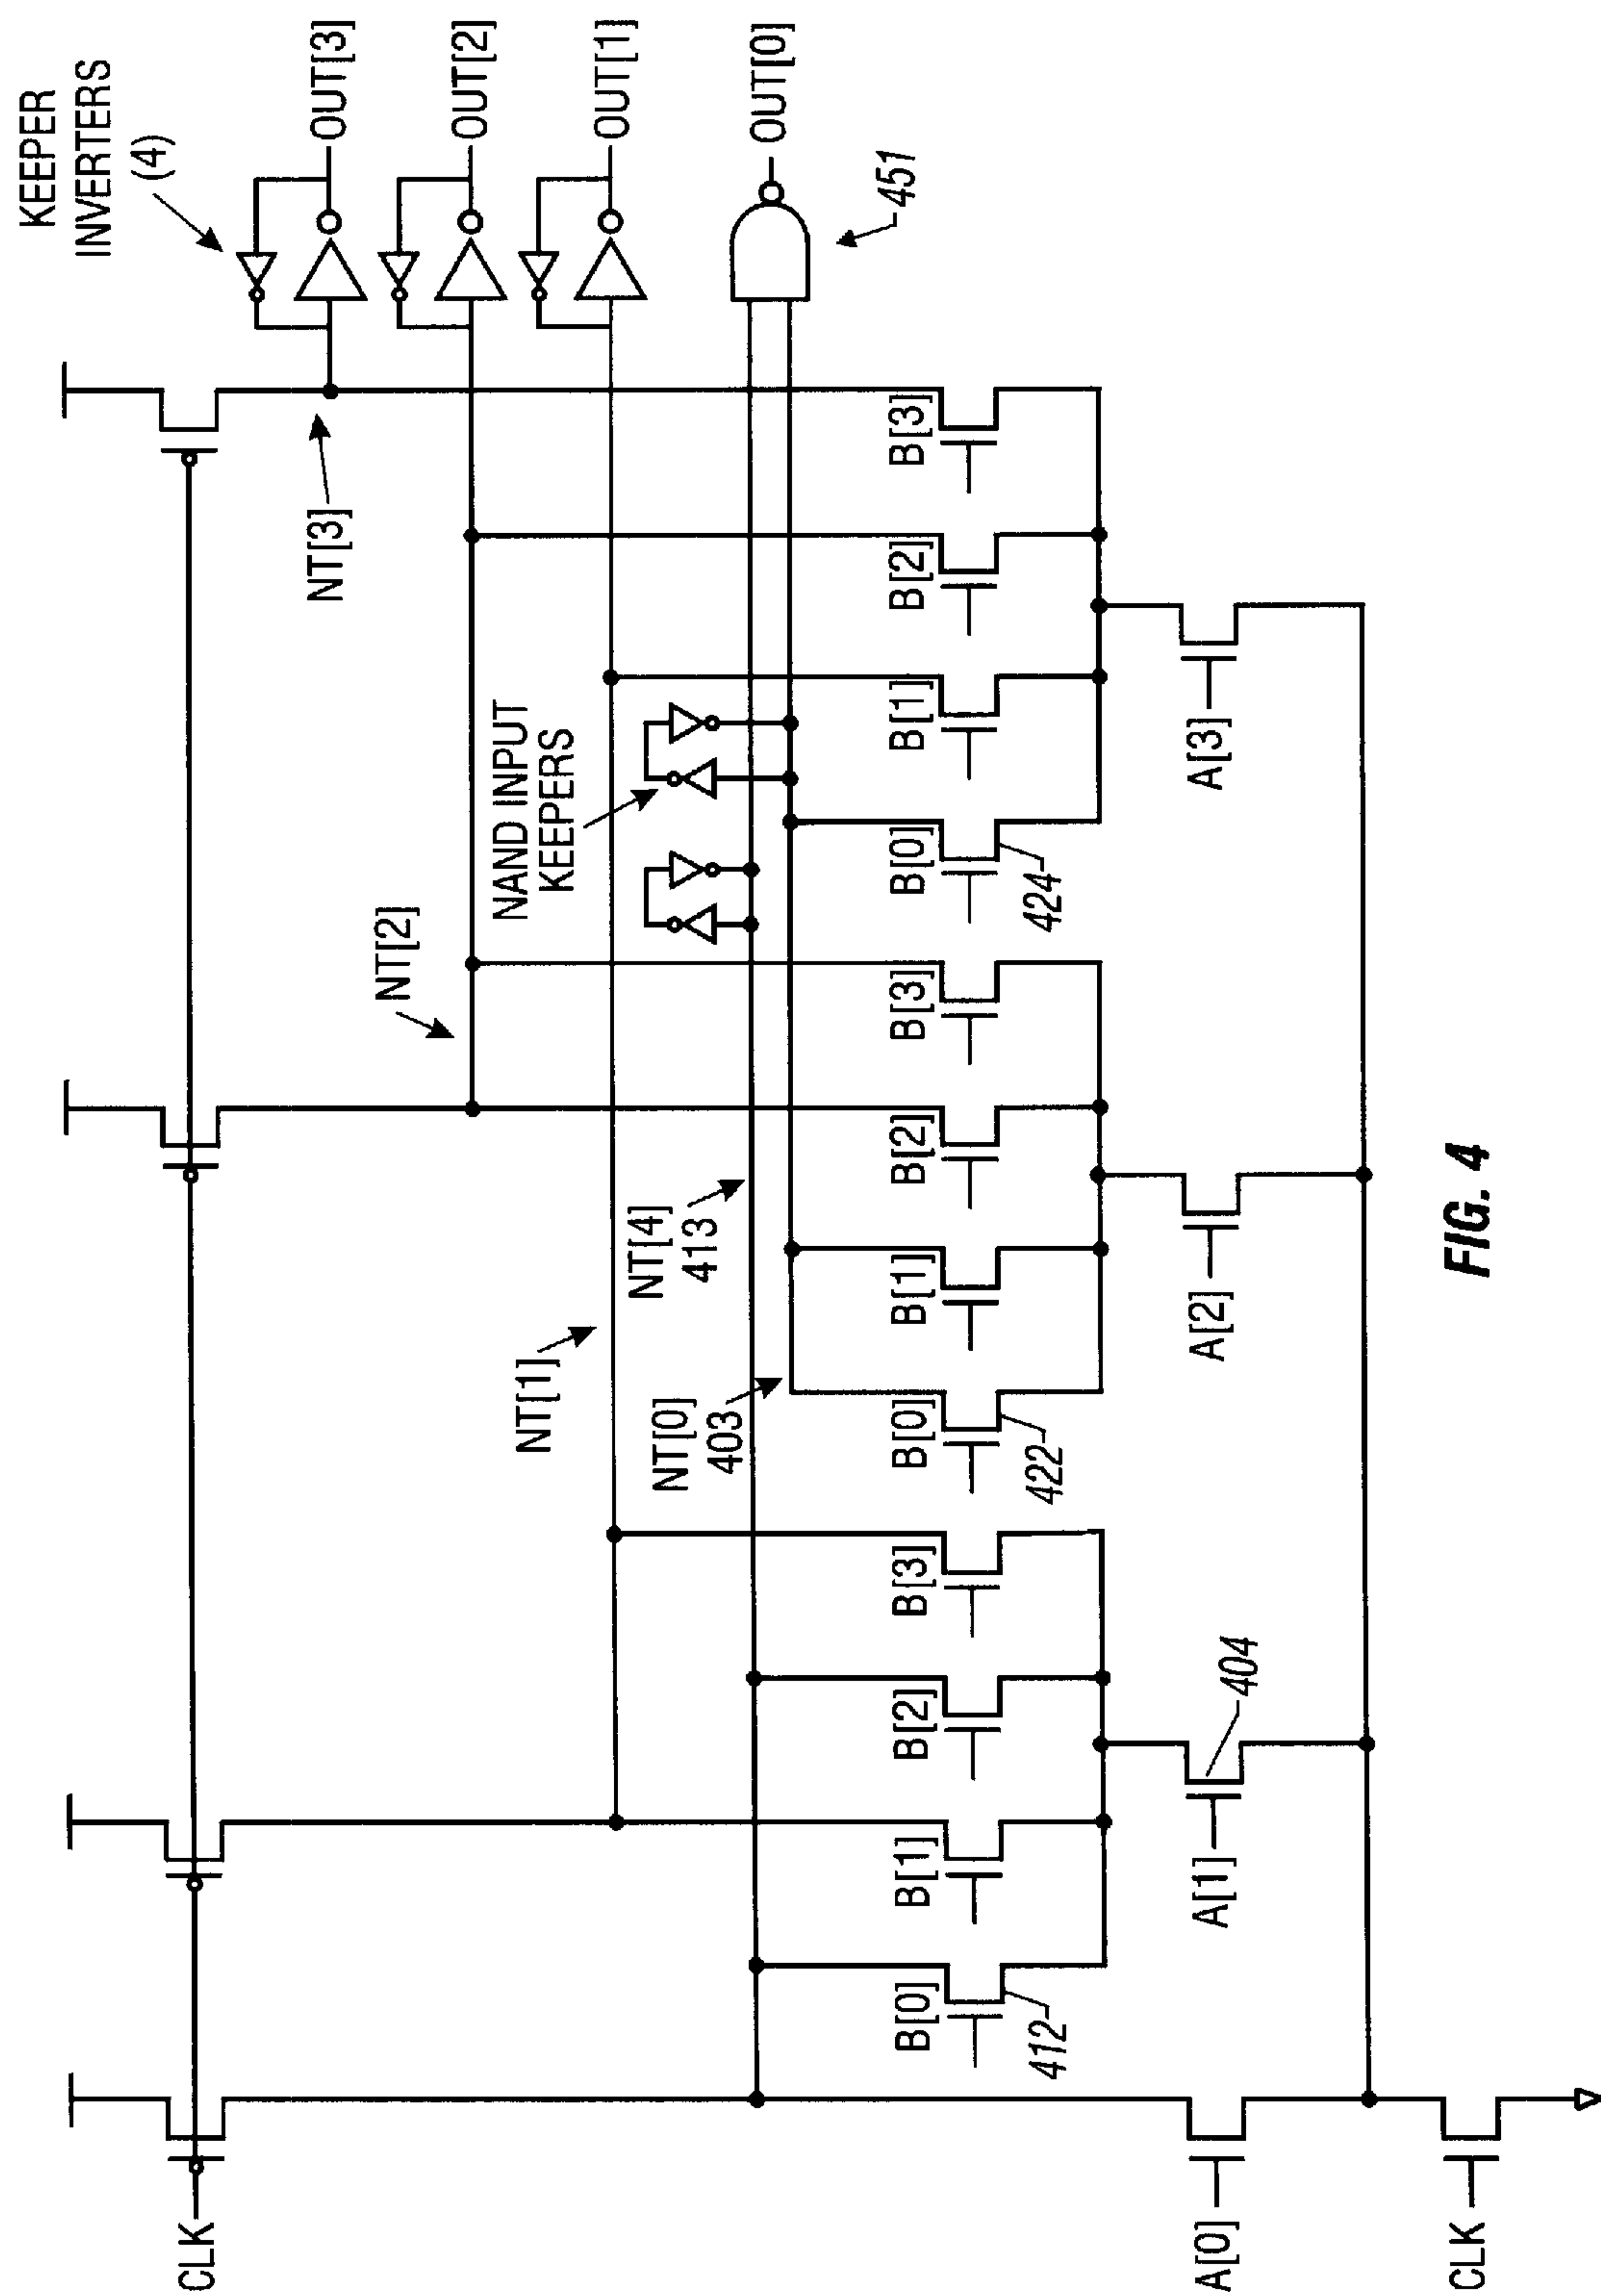 KEEPER
INVERTERS
(4)
OUT[3]
OUT[2]
OUT[1]
OUT[0]
451
NT[3]
NT[2]
NAND INPUT
KEEPERS
NT[1]
NT[4]
413
NT[0]
403
CLK
B[0]
412
B[1]
B[2]
B[3]
B[0]
422
B[1]
B[2]
B[3]
B[0]
424
B[1]
B[2]
B[3]
A[0]
A[1]
404
A[2]
A[3]
CLK
FIG. 4